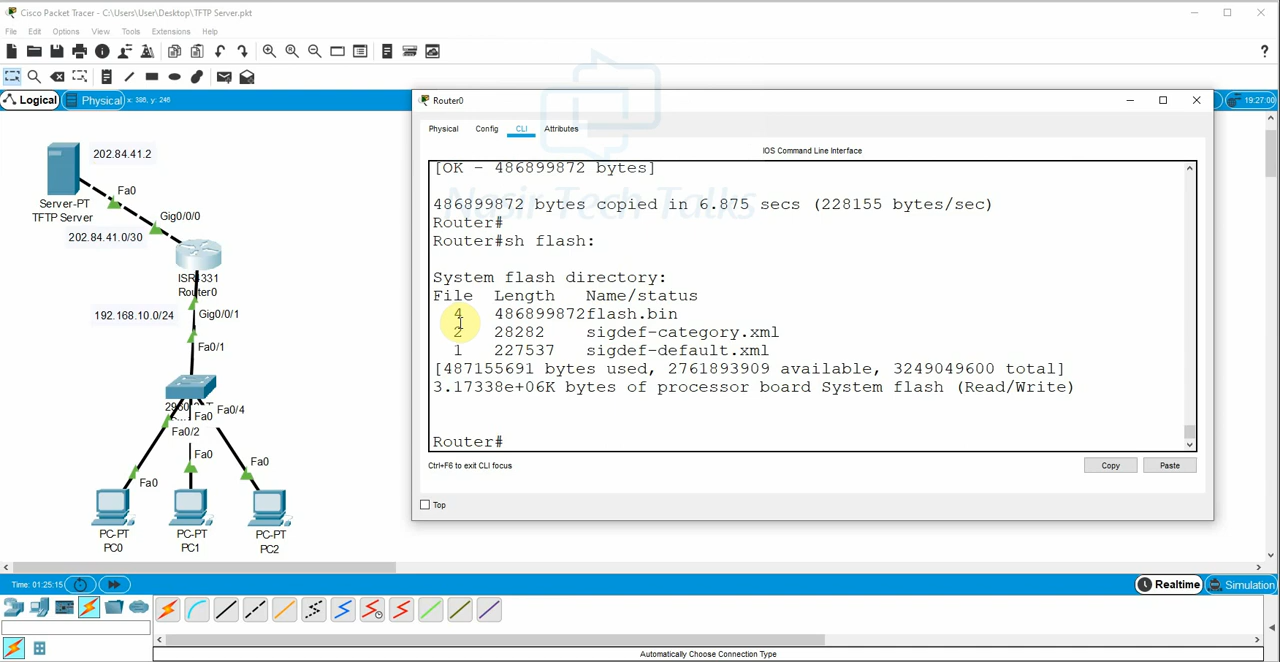 Cisco Packet Tracer - C:\Users\User\Desktop\TFTP Server.pkt
File Edit Options View Tools Extensions Help
?
Logical Physical x: 386, y: 246
19:27:00
202.84.41.2
Fa0
Server-PT
TFTP Server
Gig0/0/0
202.84.41.0/30
Router0
192.168.10.0/24
Gig0/0/1
Fa0/1
Fa0/4
Fa0
Fa0/2
Fa0
Fa0
Fa0
PC-PT
PC0
PC-PT
PC1
PC-PT
PC2
Router0
Physical Config CLI Attributes
IOS Command Line Interface
[OK - 486899872 bytes]
Nasir Tech Talks
486899872 bytes copied in 6.875 secs (228155 bytes/sec)
Router#
Router#sh flash:
System flash directory:
File Length Name/status
4 486899872flash.bin
2 28282 sigdef-category.xml
1 227537 sigdef-default.xml
[487155691 bytes used, 2761893909 available, 3249049600 total]
3.17338e+06K bytes of processor board System flash (Read/Write)
Router#
Ctrl+F6 to exit CLI focus
Copy Paste
Top
Time: 01:25:15
Realtime Simulation
Automatically Choose Connection Type